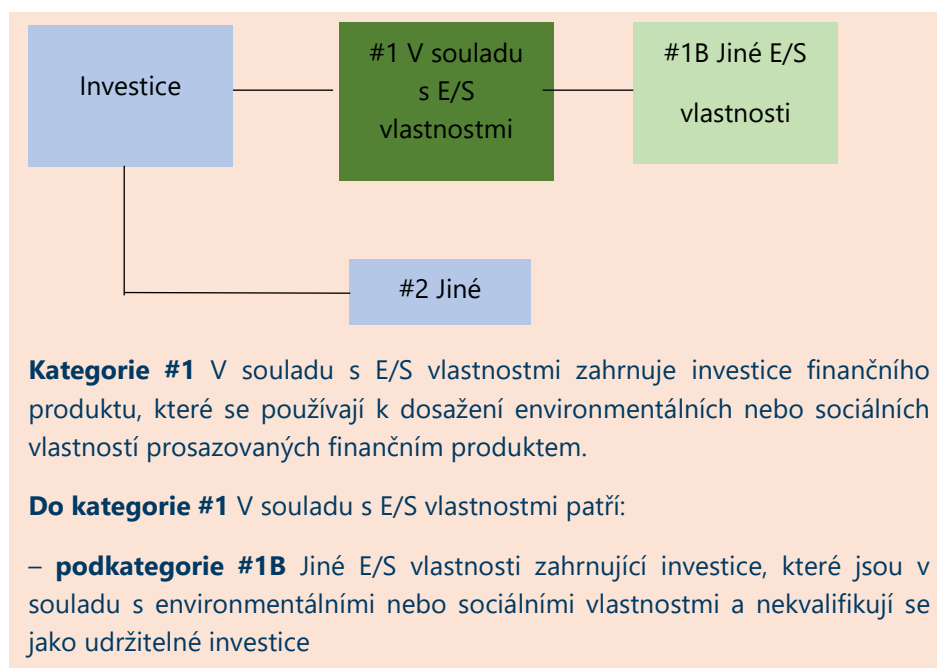 Investice
#1 V souladu
s E/S
vlastnostmi
#1B Jiné E/S
vlastnosti
#2 Jiné
Kategorie #1 V souladu s E/S vlastnostmi zahrnuje investice finančního
produktu, které se používají k dosažení environmentálních nebo sociálních
vlastností prosazovaných finančním produktem.
Do kategorie #1 V souladu s E/S vlastnostmi patří:
– podkategorie #1B Jiné E/S vlastnosti zahrnující investice, které jsou v
souladu s environmentálními nebo sociálními vlastnostmi a nekvalifikují se
jako udržitelné investice